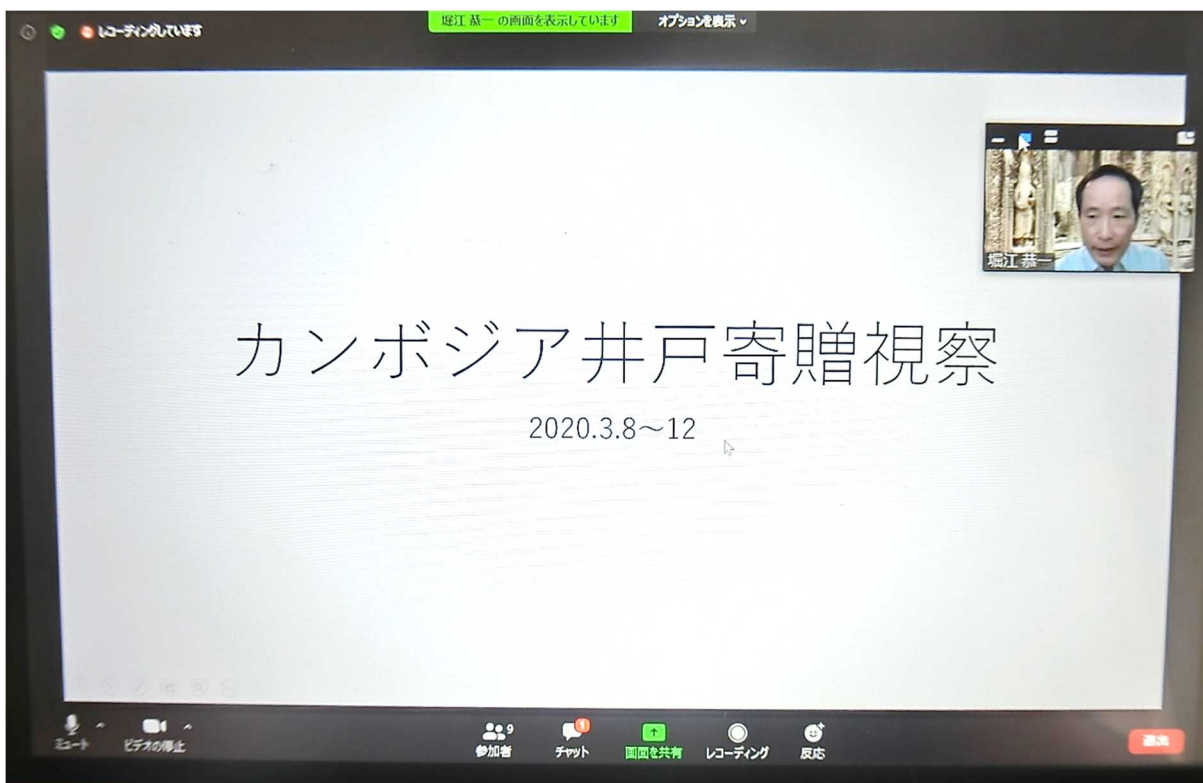 レコーディングしています
堀江 恭一 の画面を表示しています
オプションを表示
堀江 恭一
カンボジア井戸寄贈視察
2020.3.8～12
ミュート
ビデオの停止
9
参加者
1
チャット
画面を共有
レコーディング
反応
退出